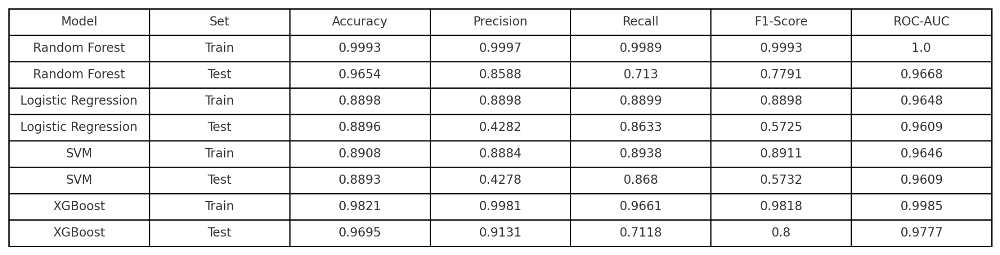 Model Set Accuracy Precision Recall F1-Score ROC-AUC
Random Forest Train 0.9993 0.9997 0.9989 0.9993 1.0
Random Forest Test 0.9654 0.8588 0.713 0.7791 0.9668
Logistic Regression Train 0.8898 0.8898 0.8899 0.8898 0.9648
Logistic Regression Test 0.8896 0.4282 0.8633 0.5725 0.9609
SVM Train 0.8908 0.8884 0.8938 0.8911 0.9646
SVM Test 0.8893 0.4278 0.868 0.5732 0.9609
XGBoost Train 0.9821 0.9981 0.9661 0.9818 0.9985
XGBoost Test 0.9695 0.9131 0.7118 0.8 0.9777